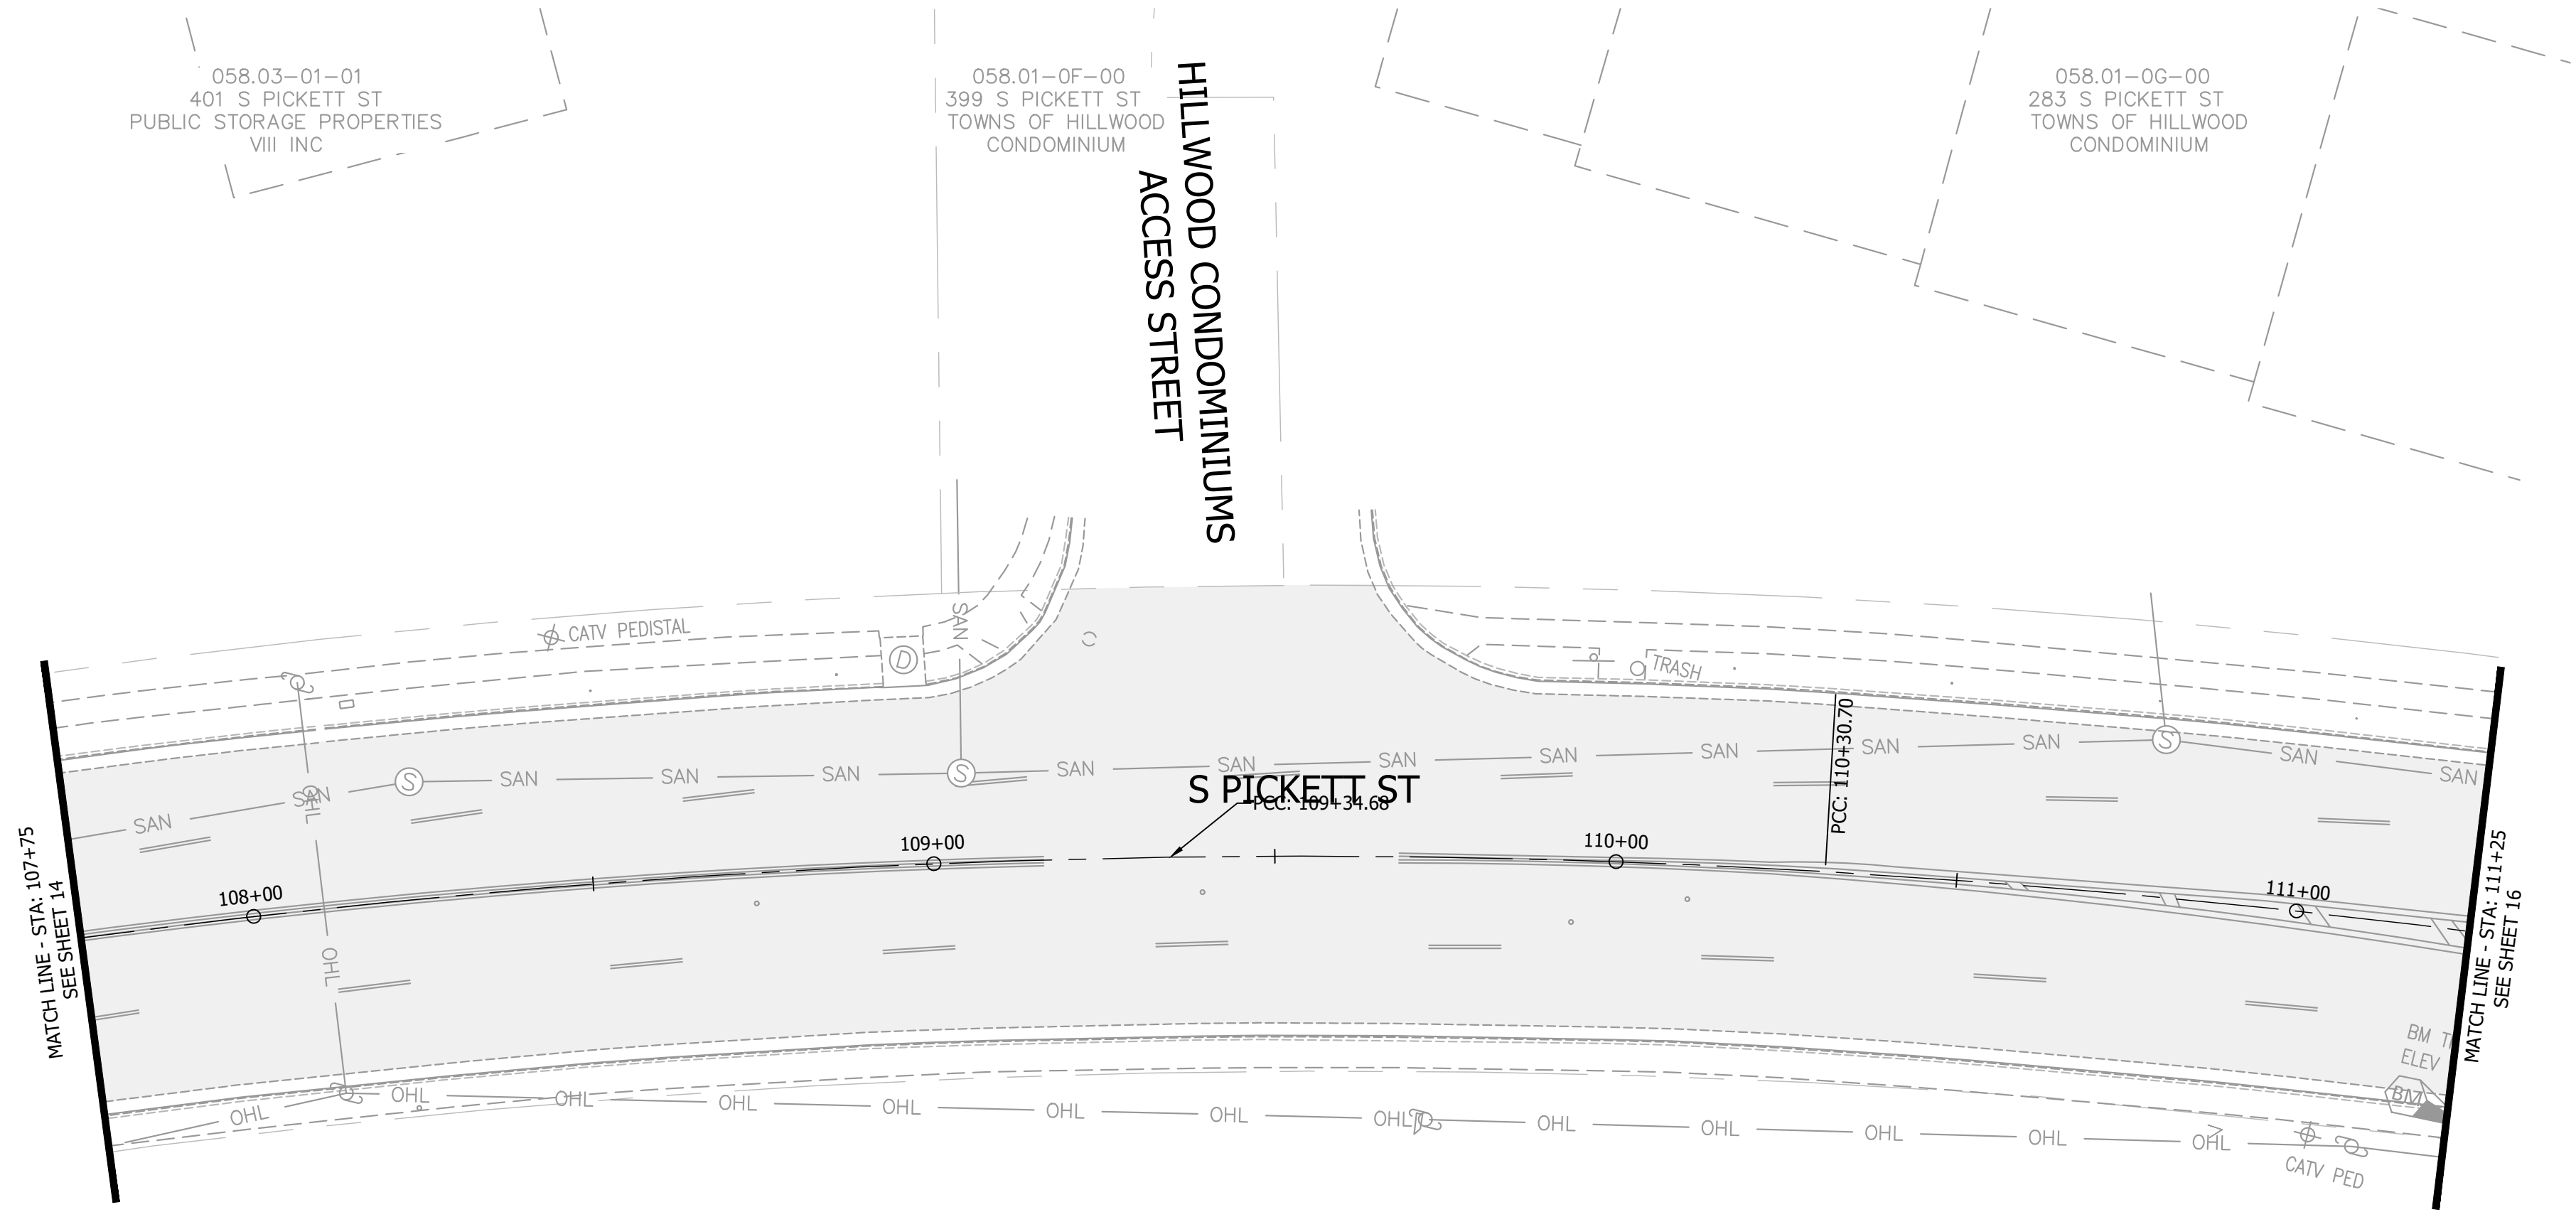 058.03-01-01
401 S PICKETT ST
PUBLIC STORAGE PROPERTIES
VIII INC
058.01-0F-00
399 S PICKETT ST
TOWNS OF HILLWOOD
CONDOMINIUM
058.01-0G-00
283 S PICKETT ST
TOWNS OF HILLWOOD
CONDOMINIUM
HILLWOOD CONDOMINIUMS
ACCESS STREET
CATV PEDISTAL
D
SAN
TRASH
S
SAN
SAN
SAN
S
SAN
SAN
SAN
SAN
SAN
SAN
SAN
S
SAN
SAN
SAN
SAN
OHL
OHL
S PICKETT ST
PCC: 109+34.68
PCC: 110+30.70
108+00
109+00
110+00
111+00
MATCH LINE - STA: 107+75
SEE SHEET 14
MATCH LINE - STA: 111+25
SEE SHEET 16
BM
ELEV
BM
OHL
OHL
OHL
OHL
OHL
OHL
OHL
OHL
OHL
OHL
OHL
OHL
OHL
CATV PED